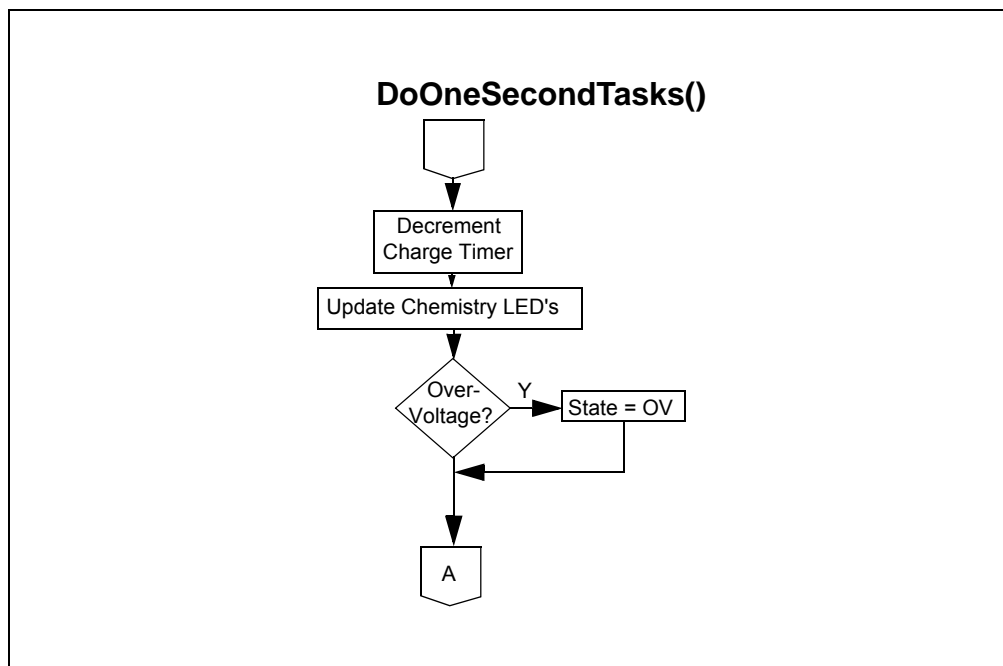 DoOneSecondTasks()
Decrement
Charge Timer
Update Chemistry LED's
Over-
Voltage?
Y
State = OV
A